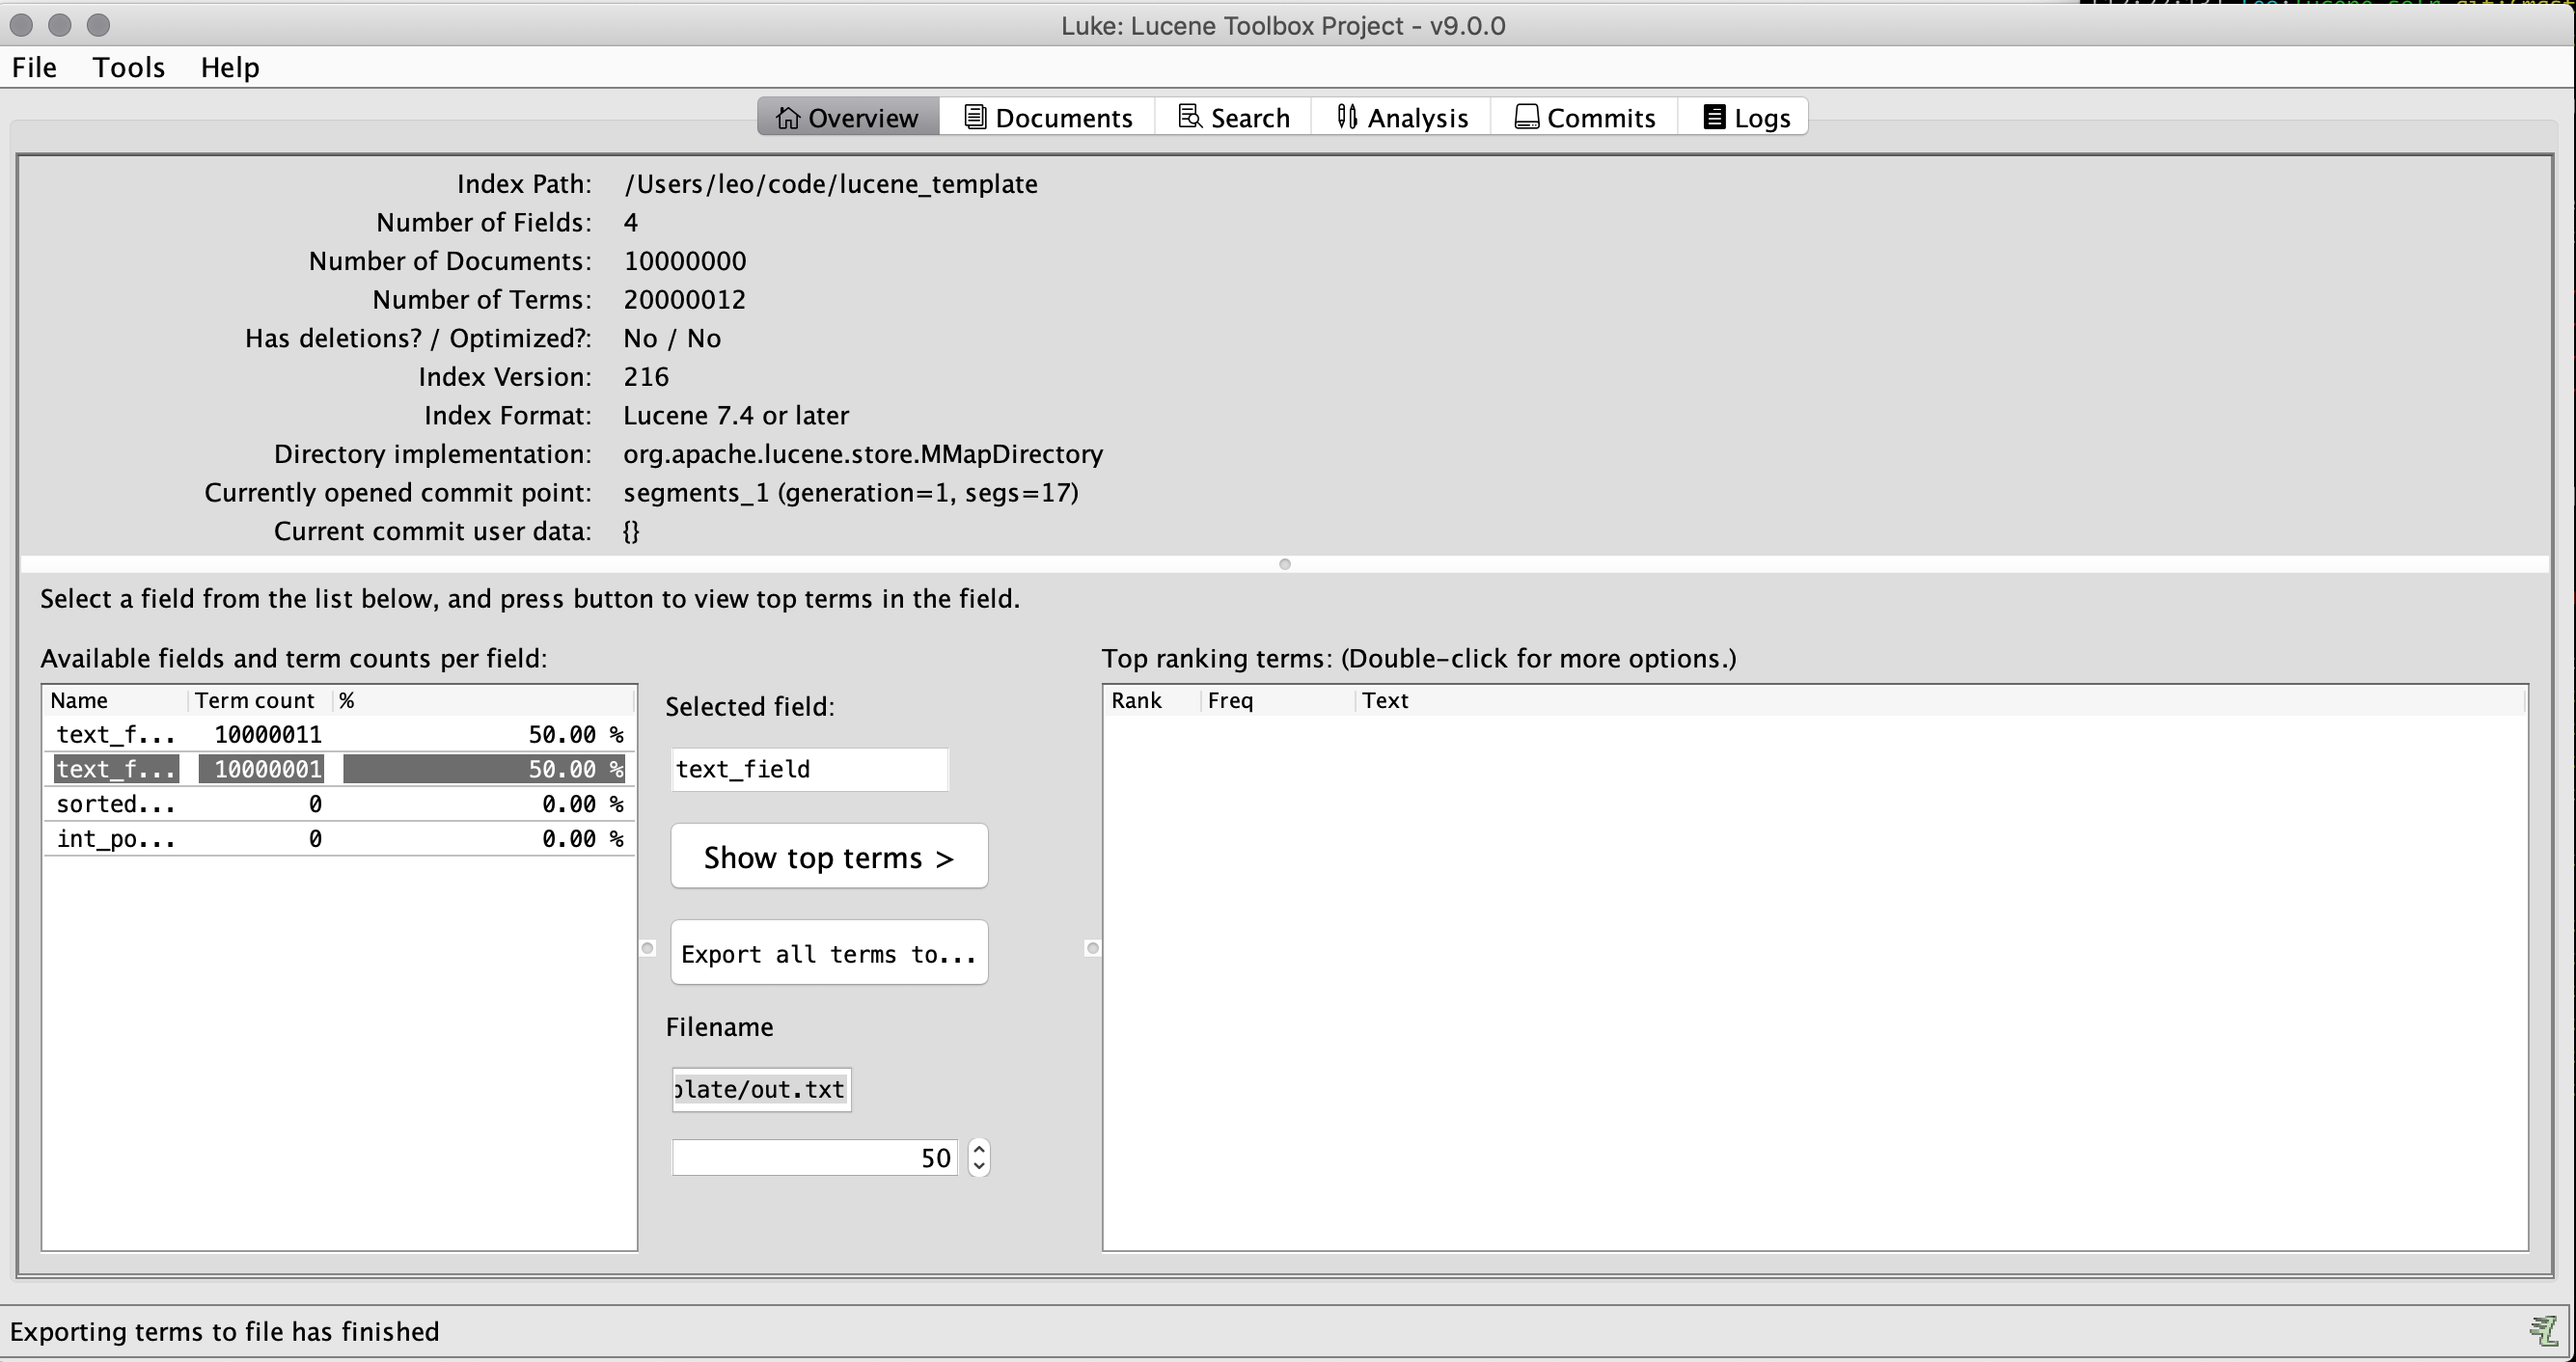 Luke: Lucene Toolbox Project - v9.0.0
File Tools Help
Overview Documents Search Analysis Commits Logs
Index Path: /Users/leo/code/lucene_template
Number of Fields: 4
Number of Documents: 10000000
Number of Terms: 20000012
Has deletions? / Optimized?: No / No
Index Version: 216
Index Format: Lucene 7.4 or later
Directory implementation: org.apache.lucene.store.MMapDirectory
Currently opened commit point: segments_1 (generation=1, segs=17)
Current commit user data: {}
Select a field from the list below, and press button to view top terms in the field.
Available fields and term counts per field:
Name Term count %
text_f... 10000011 50.00 %
text_f... 10000001 50.00 %
sorted... 0 0.00 %
int_po... 0 0.00 %
Selected field:
text_field
Show top terms >
Export all terms to...
Filename
plate/out.txt
50
Top ranking terms: (Double-click for more options.)
Rank Freq Text
Exporting terms to file has finished